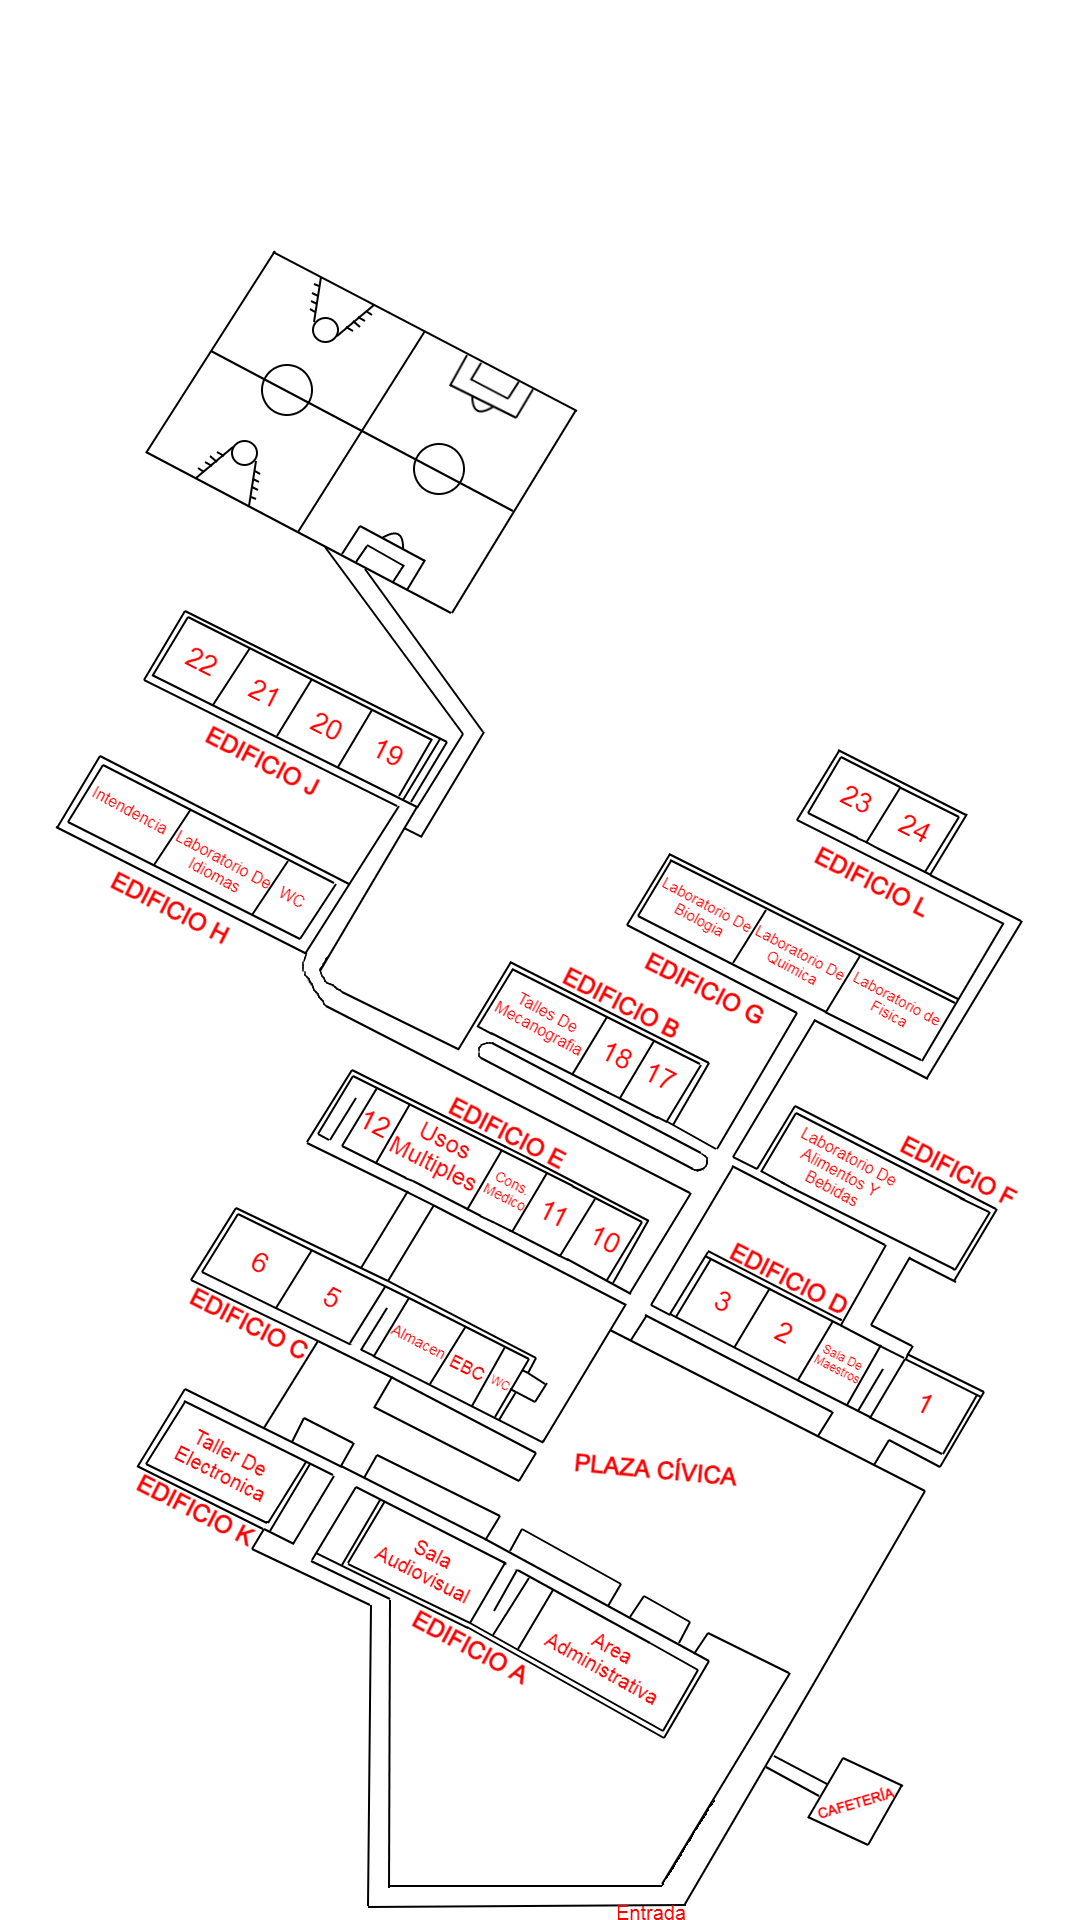 22
21
20
19
EDIFICIO J
Intendencia
Laboratorio De
Idiomas
WC
EDIFICIO H
23
24
EDIFICIO L
Laboratorio De
Biologia
Laboratorio De
Quimica
Laboratorio de
Fisica
EDIFICIO G
EDIFICIO B
Talles De
Mecanografia
18
17
EDIFICIO E
12
Usos
Multiples
Cons.
Medico
11
10
EDIFICIO F
Laboratorio De
Alimentos Y
Bebidas
EDIFICIO D
3
2
Sala De
Maestros
1
6
5
EDIFICIO C
Almacen
EBC
WC
Taller De
Electronica
EDIFICIO K
PLAZA CÍVICA
Sala
Audiovisual
EDIFICIO A
Area
Administrativa
CAFETERÍA
Entrada